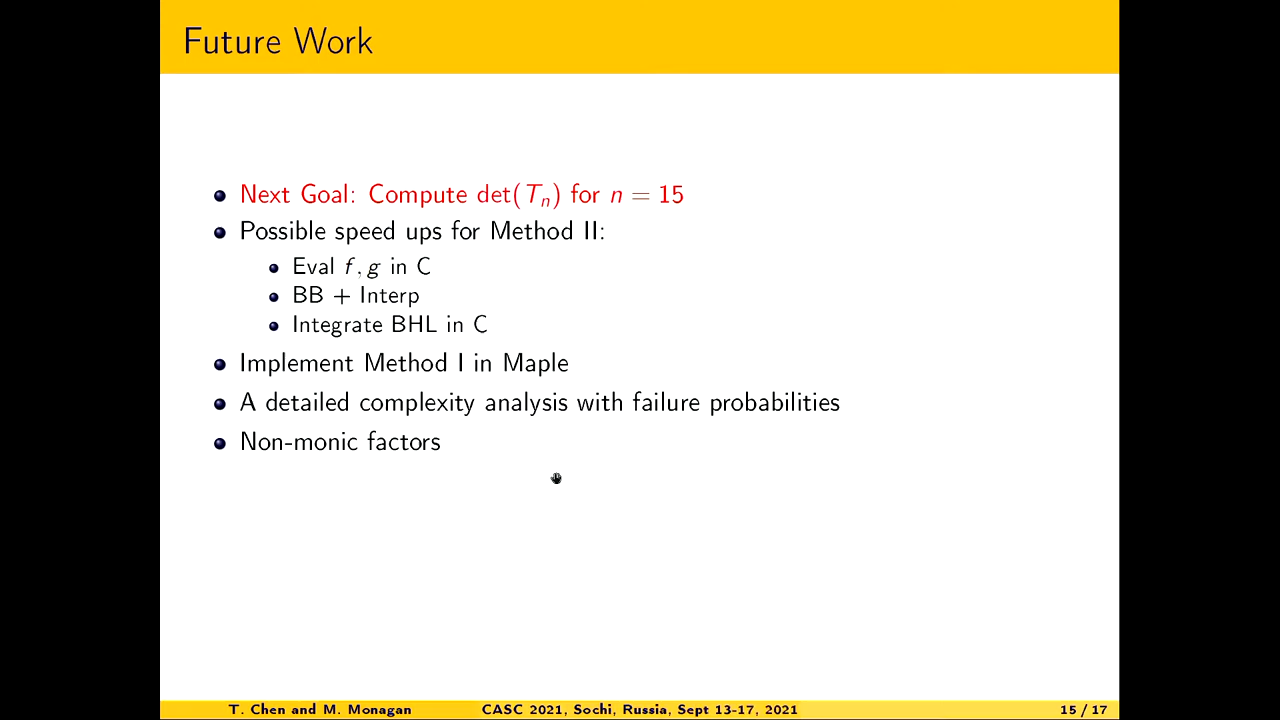 Future Work
Next Goal: Compute det(Tₙ) for n = 15
Possible speed ups for Method II:
Eval f, g in C
BB + Interp
Integrate BHL in C
Implement Method I in Maple
A detailed complexity analysis with failure probabilities
Non-monic factors
T. Chen and M. Monagan CASC 2021, Sochi, Russia, Sept 13-17, 2021 15 / 17